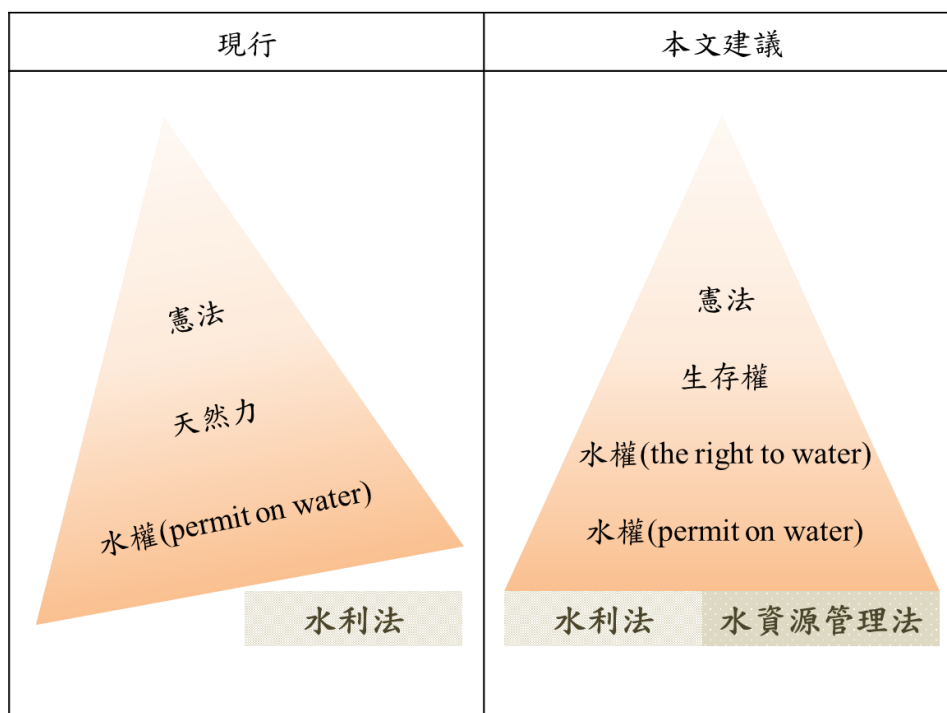 現行
本文建議
憲法
天然力
水權(permit on water)
水利法
憲法
生存權
水權(the right to water)
水權(permit on water)
水利法
水資源管理法